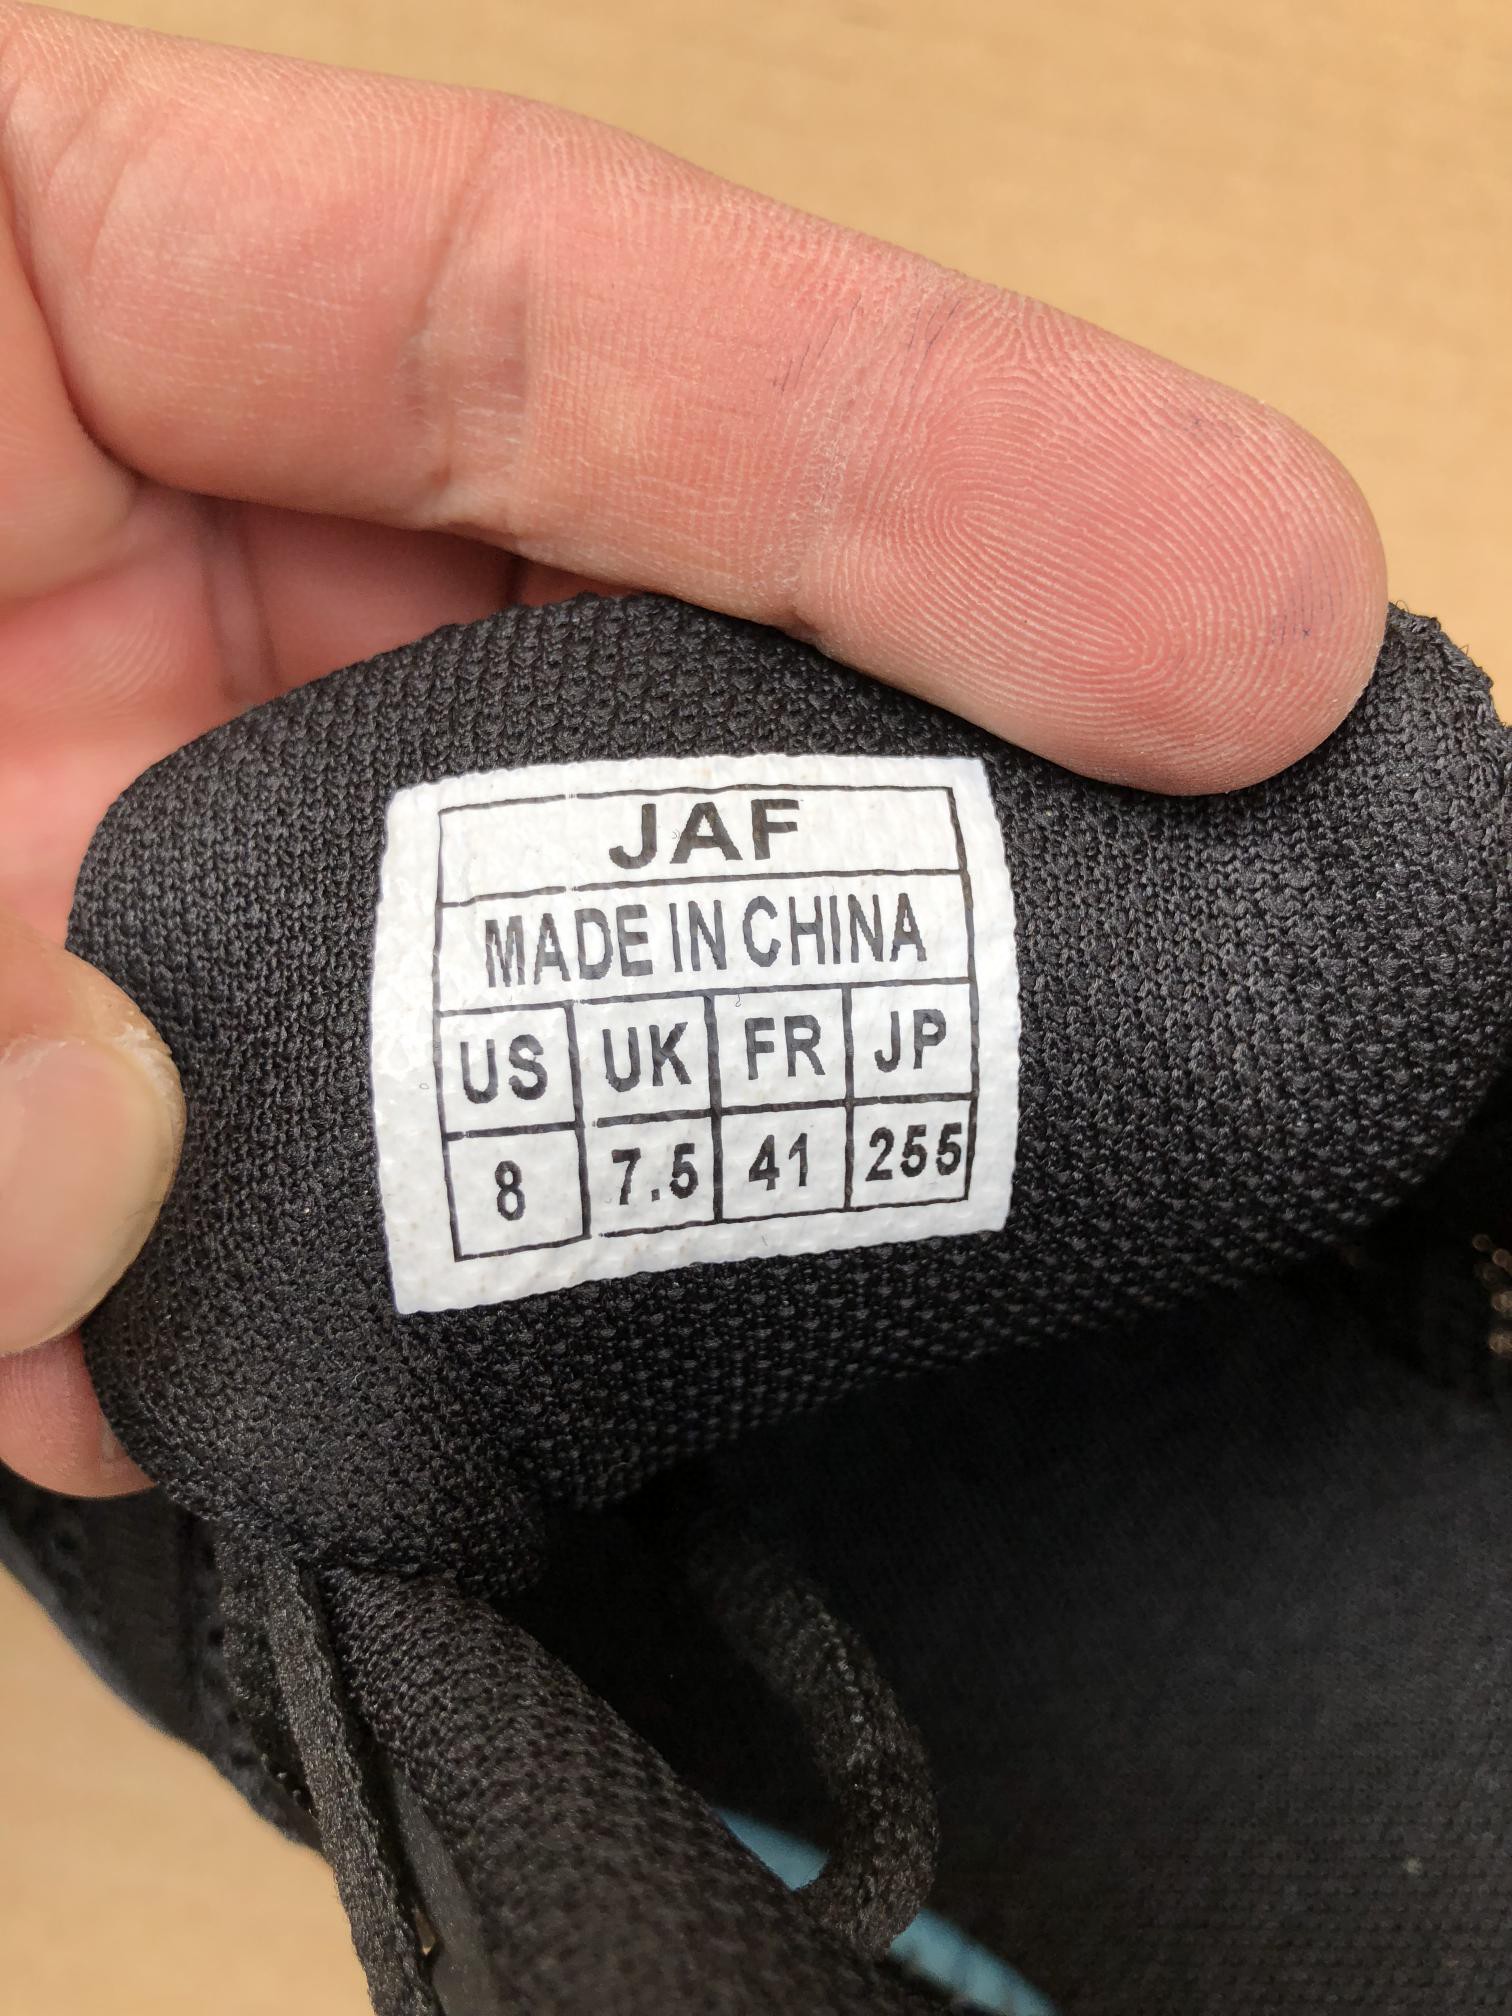 JAF
MADE IN CHINA
US UK FR JP
8 7.5 41 255